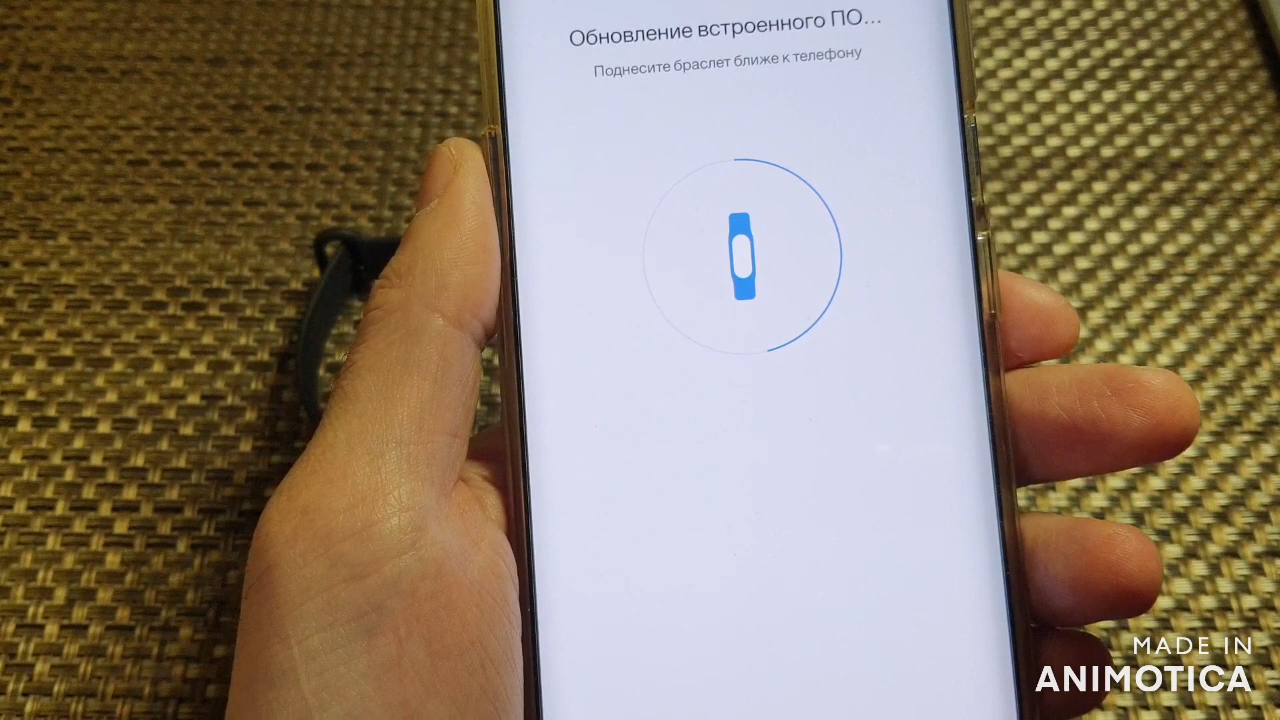 Обновление встроенного ПО...
Поднесите браслет ближе к телефону
MADE IN
ANIMOTICA